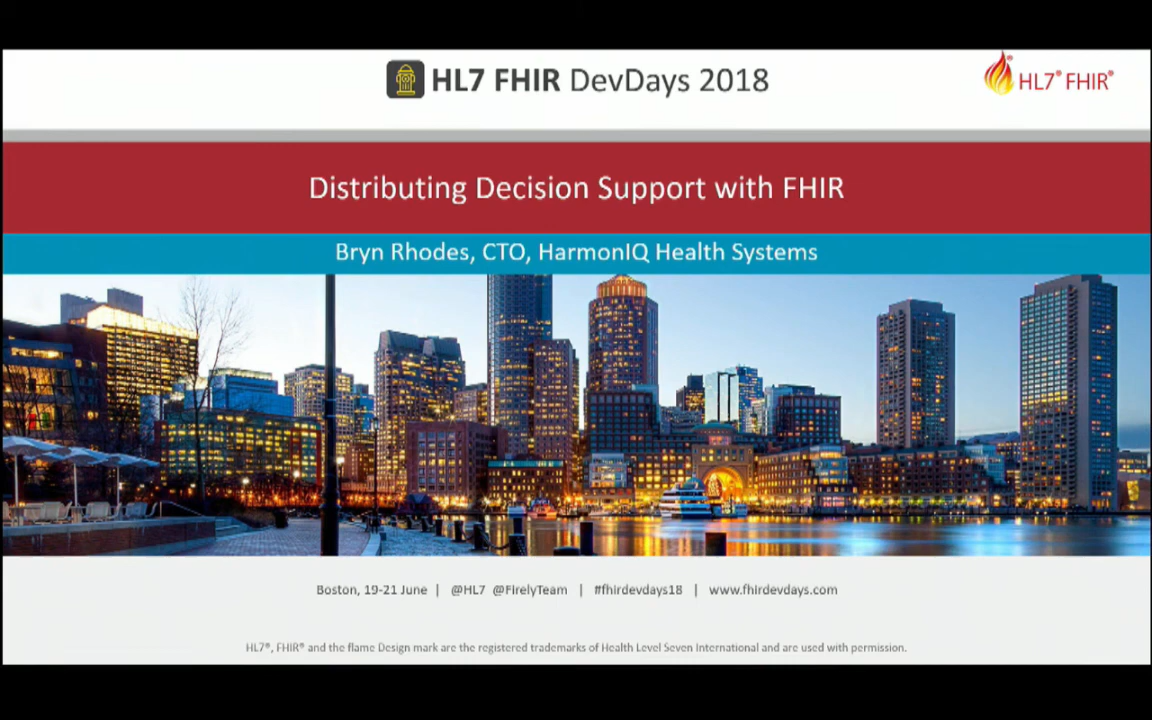 HL7 FHIR DevDays 2018
HL7® FHIR®
Distributing Decision Support with FHIR
Bryn Rhodes, CTO, HarmonIQ Health Systems
Boston, 19-21 June | @HL7 @FirelyTeam | #fhirdevdays18 | www.fhirdevdays.com
HL7®, FHIR® and the flame Design mark are the registered trademarks of Health Level Seven International and are used with permission.